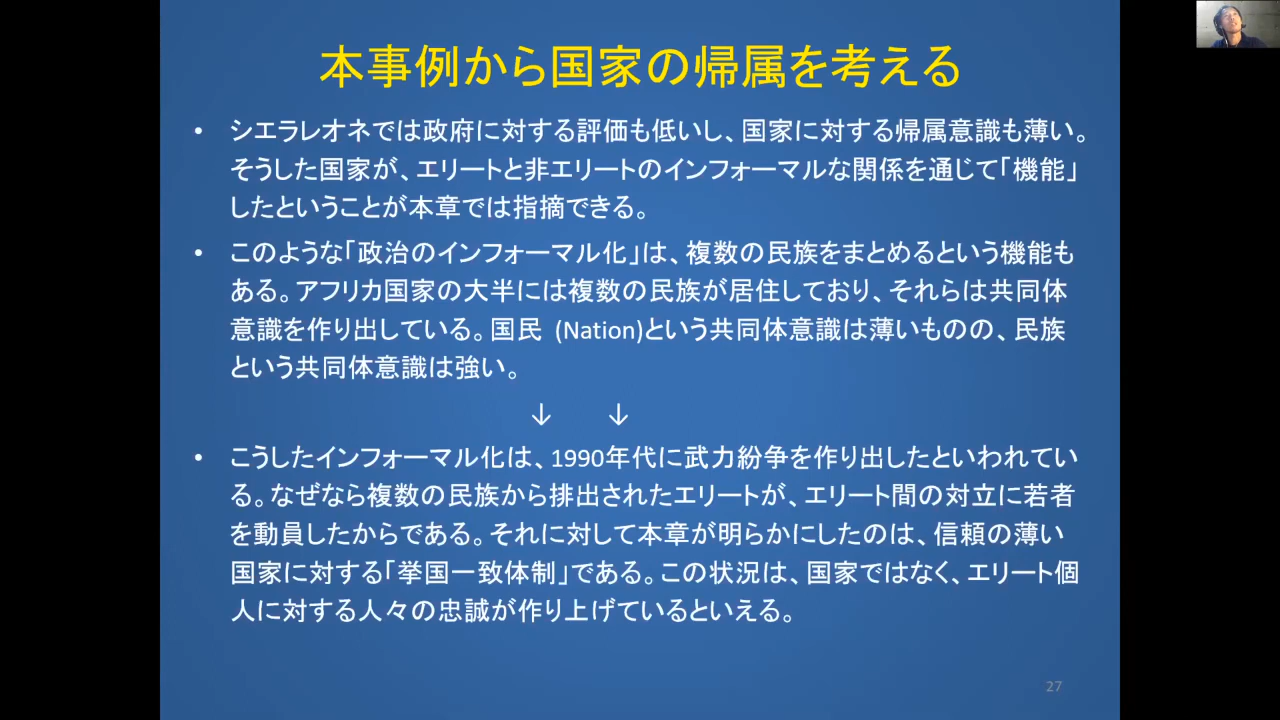 本事例から国家の帰属を考える
• シエラレオネでは政府に対する評価も低いし、国家に対する帰属意識も薄い。
そうした国家が、エリートと非エリートのインフォーマルな関係を通じて「機能」
したということが本章では指摘できる。
• このような「政治のインフォーマル化」は、複数の民族をまとめるという機能も
ある。アフリカ国家の大半には複数の民族が居住しており、それらは共同体
意識を作り出している。国民 (Nation)という共同体意識は薄いものの、民族
という共同体意識は強い。
↓ ↓
• こうしたインフォーマル化は、1990年代に武力紛争を作り出したといわれてい
る。なぜなら複数の民族から排出されたエリートが、エリート間の対立に若者
を動員したからである。それに対して本章が明らかにしたのは、信頼の薄い
国家に対する「挙国一致体制」である。この状況は、国家ではなく、エリート個
人に対する人々の忠誠が作り上げているといえる。
27